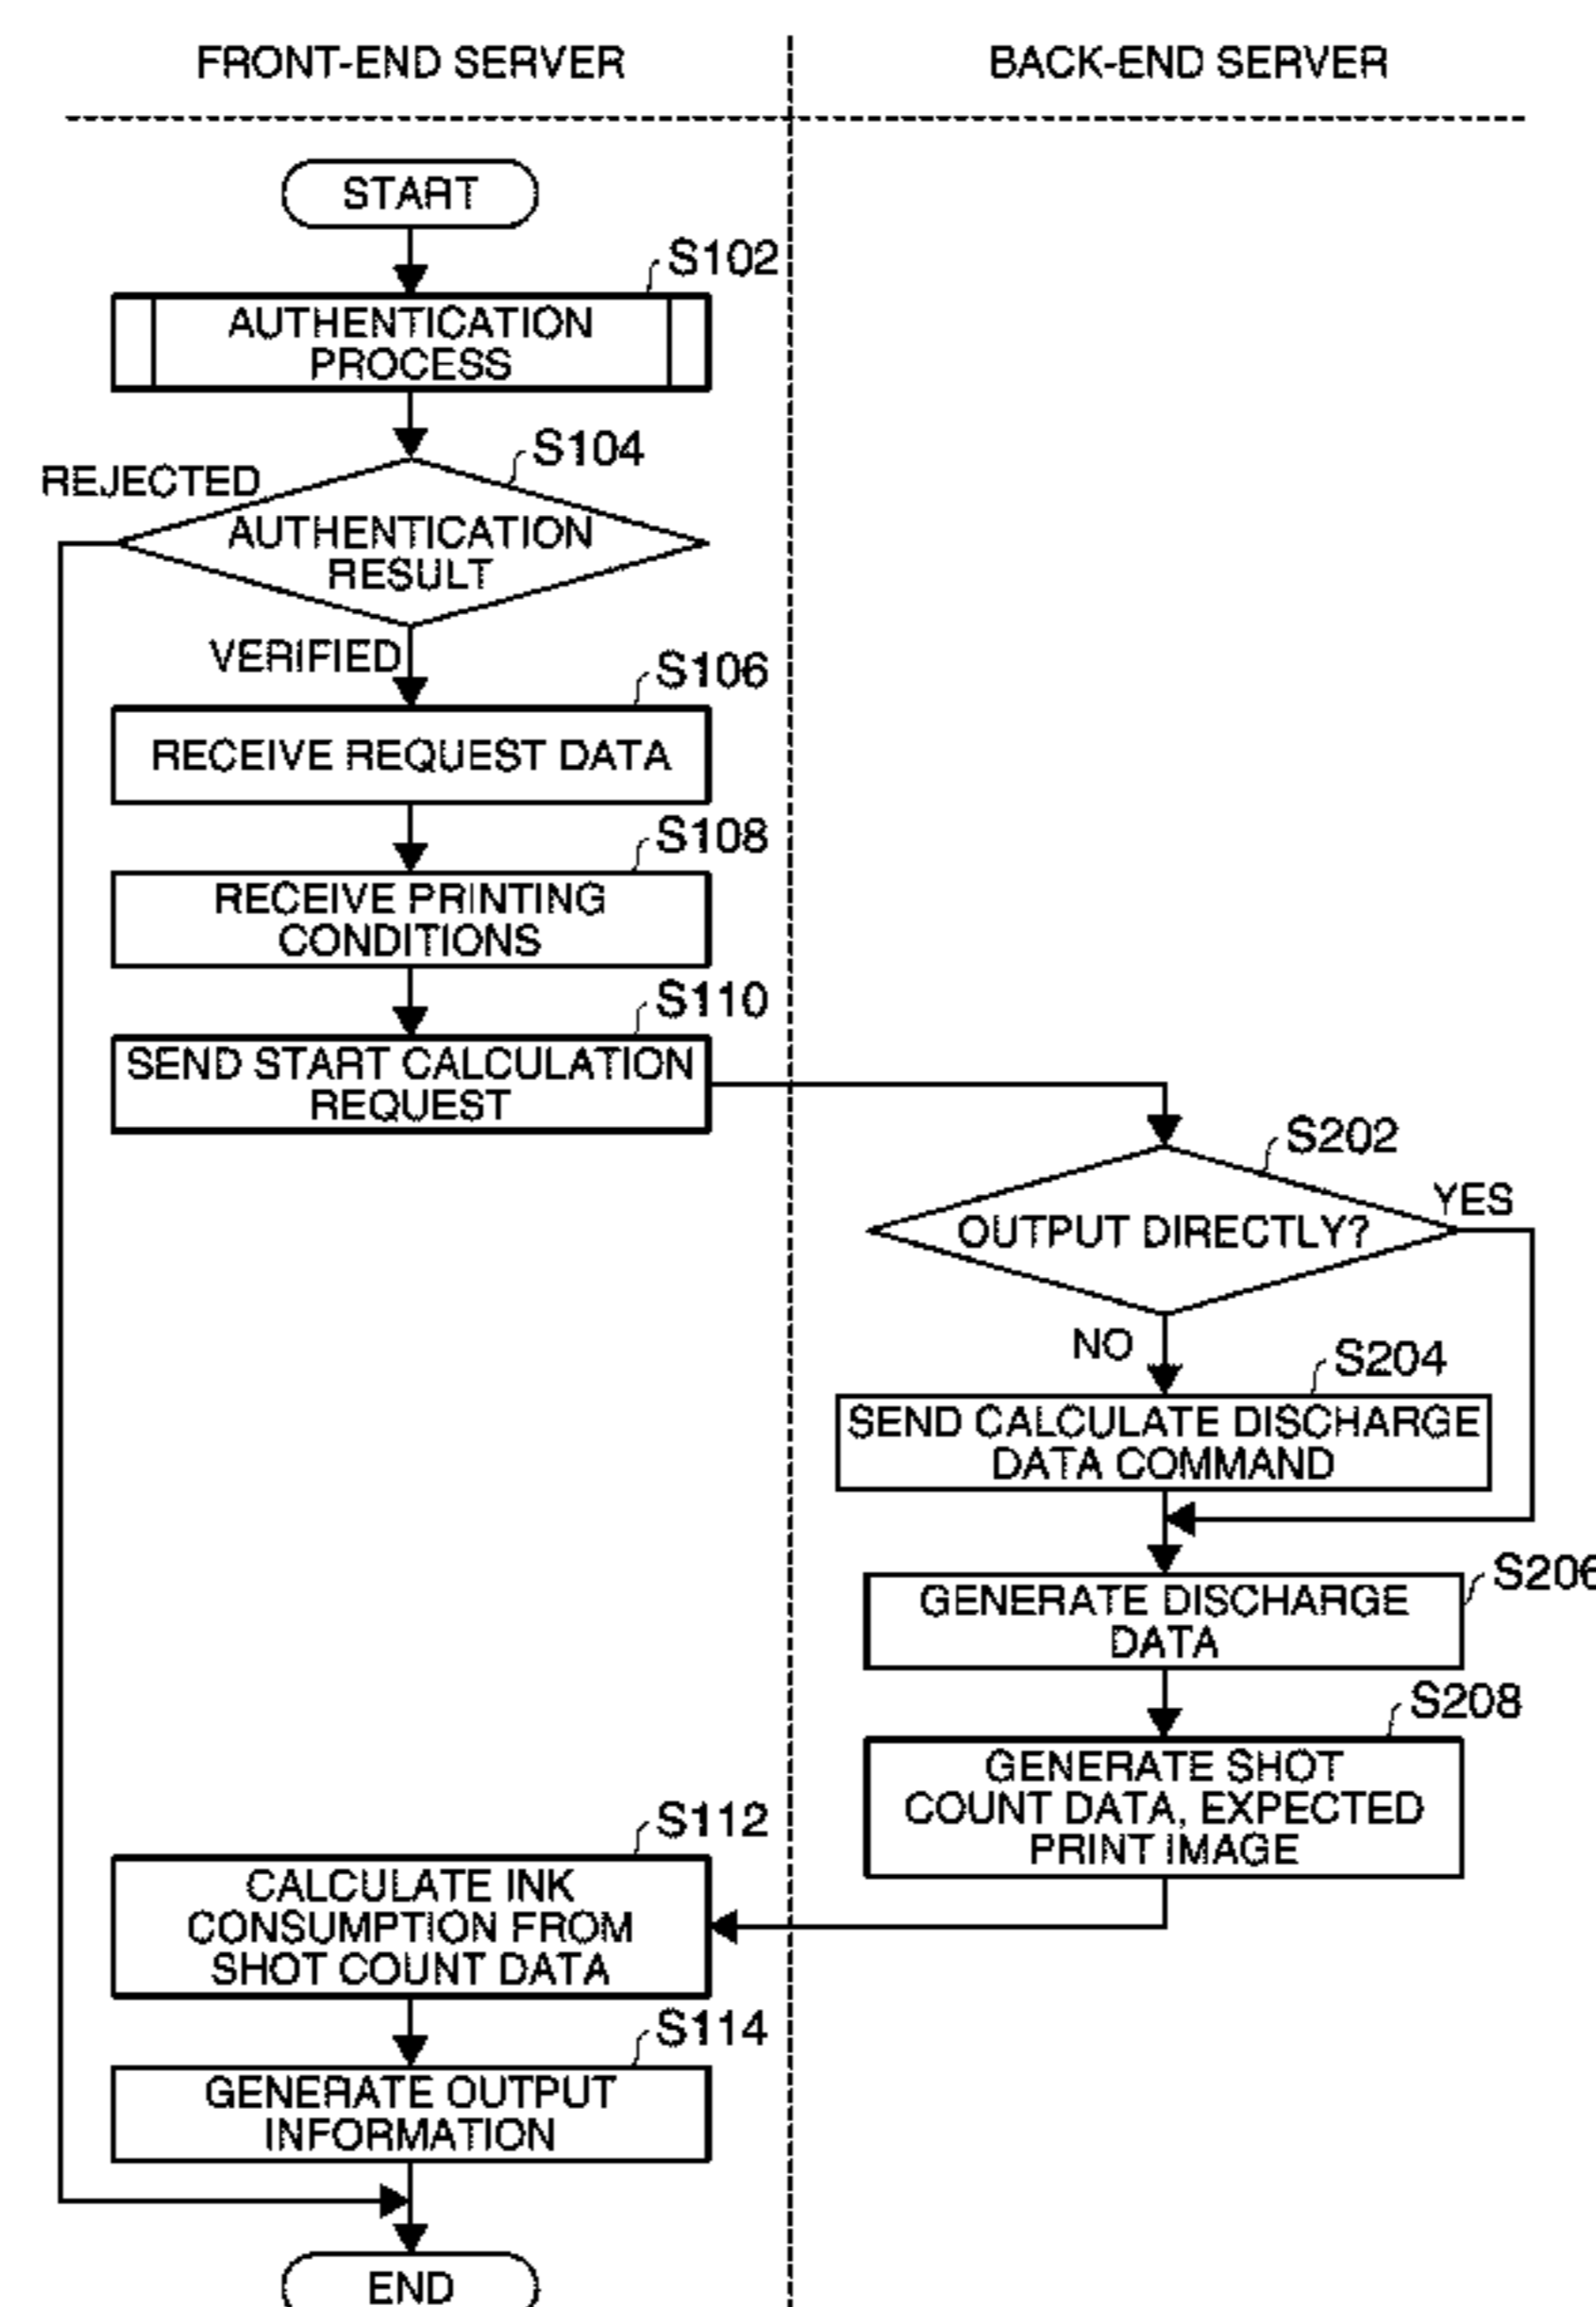 FRONT-END SERVER
BACK-END SERVER
START
S102
AUTHENTICATION
PROCESS
S104
REJECTED
AUTHENTICATION
RESULT
VERIFIED
S106
RECEIVE REQUEST DATA
S108
RECEIVE PRINTING
CONDITIONS
S110
SEND START CALCULATION
REQUEST
S202
YES
OUTPUT DIRECTLY?
NO
S204
SEND CALCULATE DISCHARGE
DATA COMMAND
S206
GENERATE DISCHARGE
DATA
S208
GENERATE SHOT
COUNT DATA, EXPECTED
PRINT IMAGE
S112
CALCULATE INK
CONSUMPTION FROM
SHOT COUNT DATA
S114
GENERATE OUTPUT
INFORMATION
END